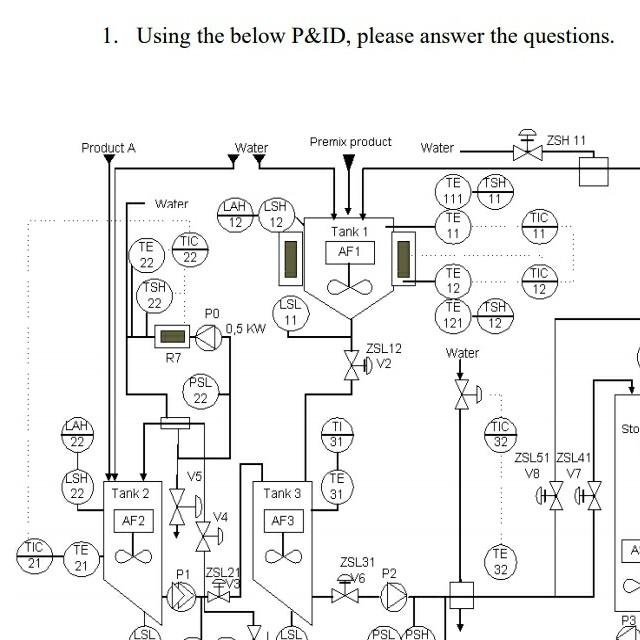 1. Using the below P&ID, please answer the questions.
Product A
Water
Premix product
Water
ZSH 11
Water
LAH
12
LSH
12
TE
111
TSH
11
TE
11
TIC
11
Tank 1
AF1
TE
22
TIC
22
TE
12
TIC
12
TSH
22
LSL
11
TE
121
TSH
12
P0
0,5 kW
R7
ZSL12
V2
Water
PSL
22
LAH
22
TI
31
TIC
32
Sto
ZSL51
V8
ZSL41
V7
LSH
22
V5
TE
31
Tank 2
AF2
V4
Tank 3
AF3
TIC
21
TE
21
P1
ZSL21
V3
ZSL31
V6
P2
TE
32
A
P3
LSL
LSL
PSL
PSH